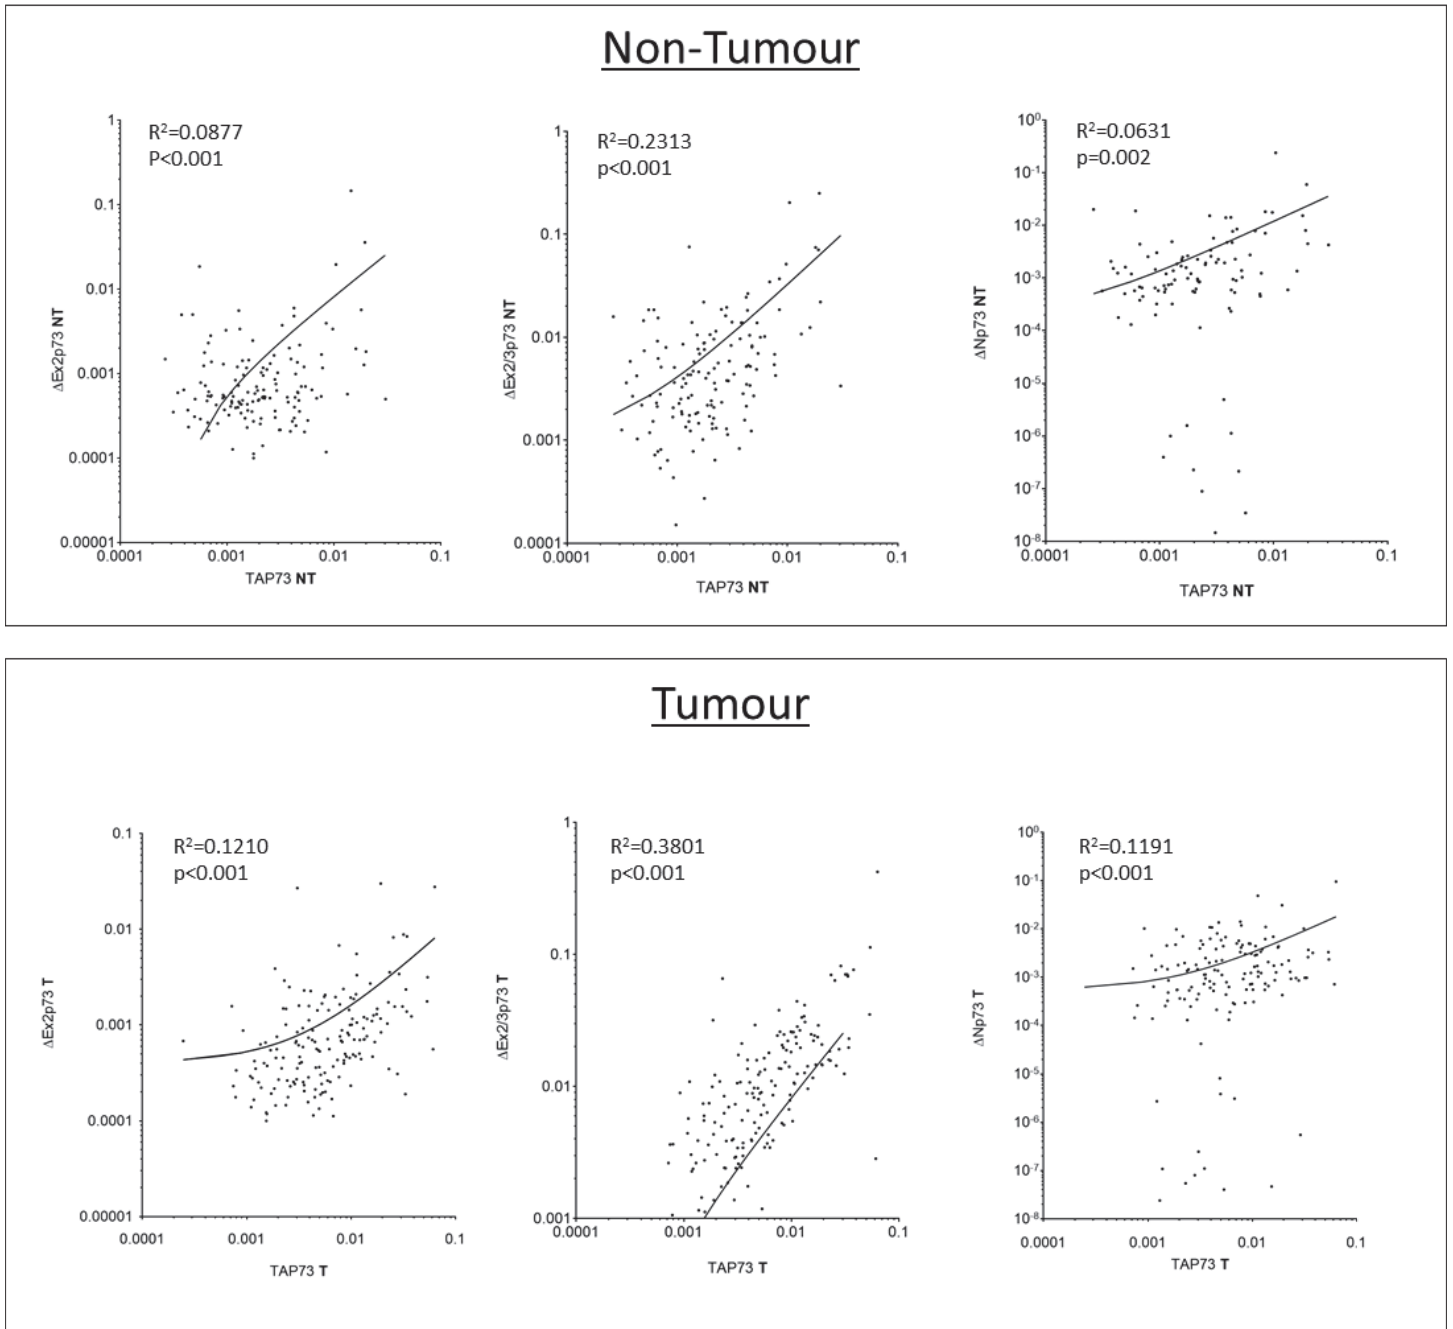 Non-Tumour
R²=0.0877
P<0.001
1
0.1
0.01
0.001
0.0001
0.00001
ΔEx2p73 NT
0.0001 0.001 0.01 0.1
TAP73 NT
R²=0.2313
p<0.001
1
0.1
0.01
0.001
0.0001
ΔEx2/3p73 NT
0.0001 0.001 0.01 0.1
TAP73 NT
R²=0.0631
p=0.002
10⁰
10⁻¹
10⁻²
10⁻³
10⁻⁴
10⁻⁵
10⁻⁶
10⁻⁷
10⁻⁸
ΔNp73 NT
0.0001 0.001 0.01 0.1
TAP73 NT
Tumour
R²=0.1210
p<0.001
0.1
0.01
0.001
0.0001
0.00001
ΔEx2p73 T
0.0001 0.001 0.01 0.1
TAP73 T
R²=0.3801
p<0.001
1
0.1
0.01
0.001
ΔEx2/3p73 T
0.0001 0.001 0.01 0.1
TAP73 T
R²=0.1191
p<0.001
10⁰
10⁻¹
10⁻²
10⁻³
10⁻⁴
10⁻⁵
10⁻⁶
10⁻⁷
10⁻⁸
ΔNp73 T
0.0001 0.001 0.01 0.1
TAP73 T